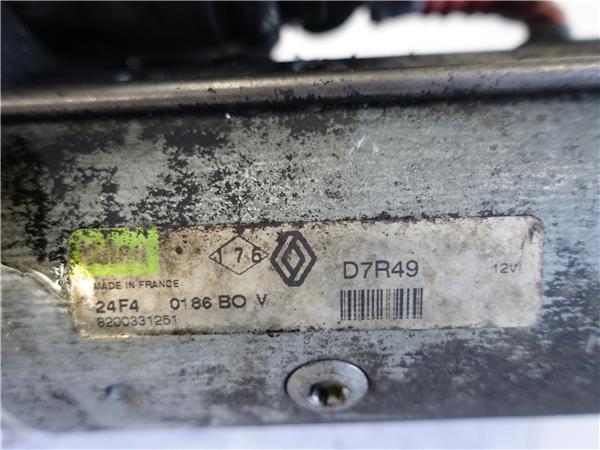 176
D7R49
12V
MADE IN FRANCE
24F4 0186 BO V
8200331251